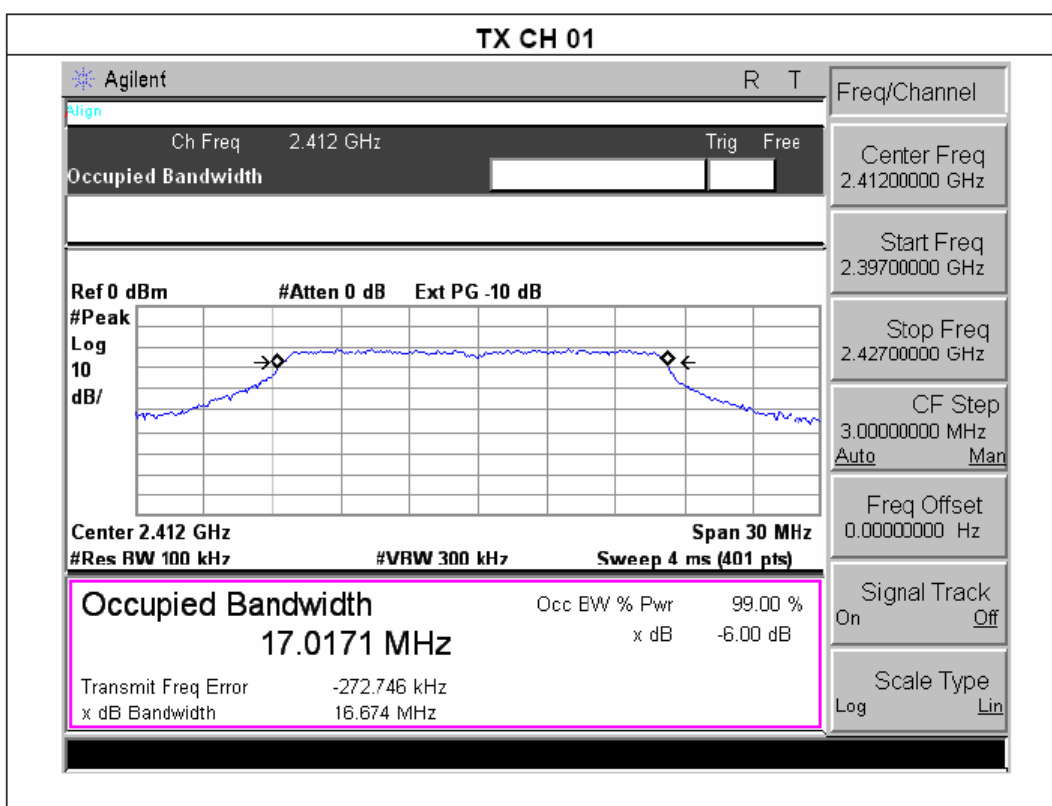 TX CH 01
Agilent R T
Align
Ch Freq 2.412 GHz Trig Free
Occupied Bandwidth
Ref 0 dBm #Atten 0 dB Ext PG -10 dB
#Peak
Log
10
dB/
Center 2.412 GHz Span 30 MHz
#Res BW 100 kHz #VBW 300 kHz Sweep 4 ms (401 pts)
Occupied Bandwidth Occ BW % Pwr 99.00 %
17.0171 MHz x dB -6.00 dB
Transmit Freq Error -272.746 kHz
x dB Bandwidth 16.674 MHz
Freq/Channel
Center Freq
2.41200000 GHz
Start Freq
2.39700000 GHz
Stop Freq
2.42700000 GHz
CF Step
3.00000000 MHz
Auto Man
Freq Offset
0.00000000 Hz
Signal Track
On Off
Scale Type
Log Lin